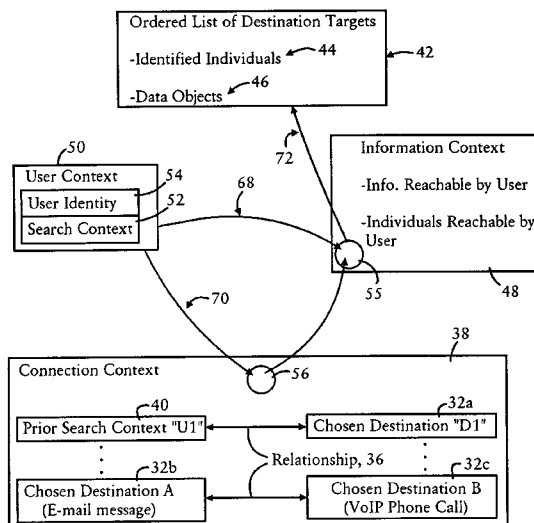 Ordered List of Destination Targets
-Identified Individuals
44
46
-Data Objects
42
50
User Context
54
User Identity
52
Search Context
72
Information Context
-Info. Reachable by User
-Individuals Reachable by
User
68
55
48
70
56
38
Connection Context
40
Prior Search Context "U1"
32a
Chosen Destination "D1"
Relationship, 36
32b
Chosen Destination A
(E-mail message)
32c
Chosen Destination B
(VoIP Phone Call)